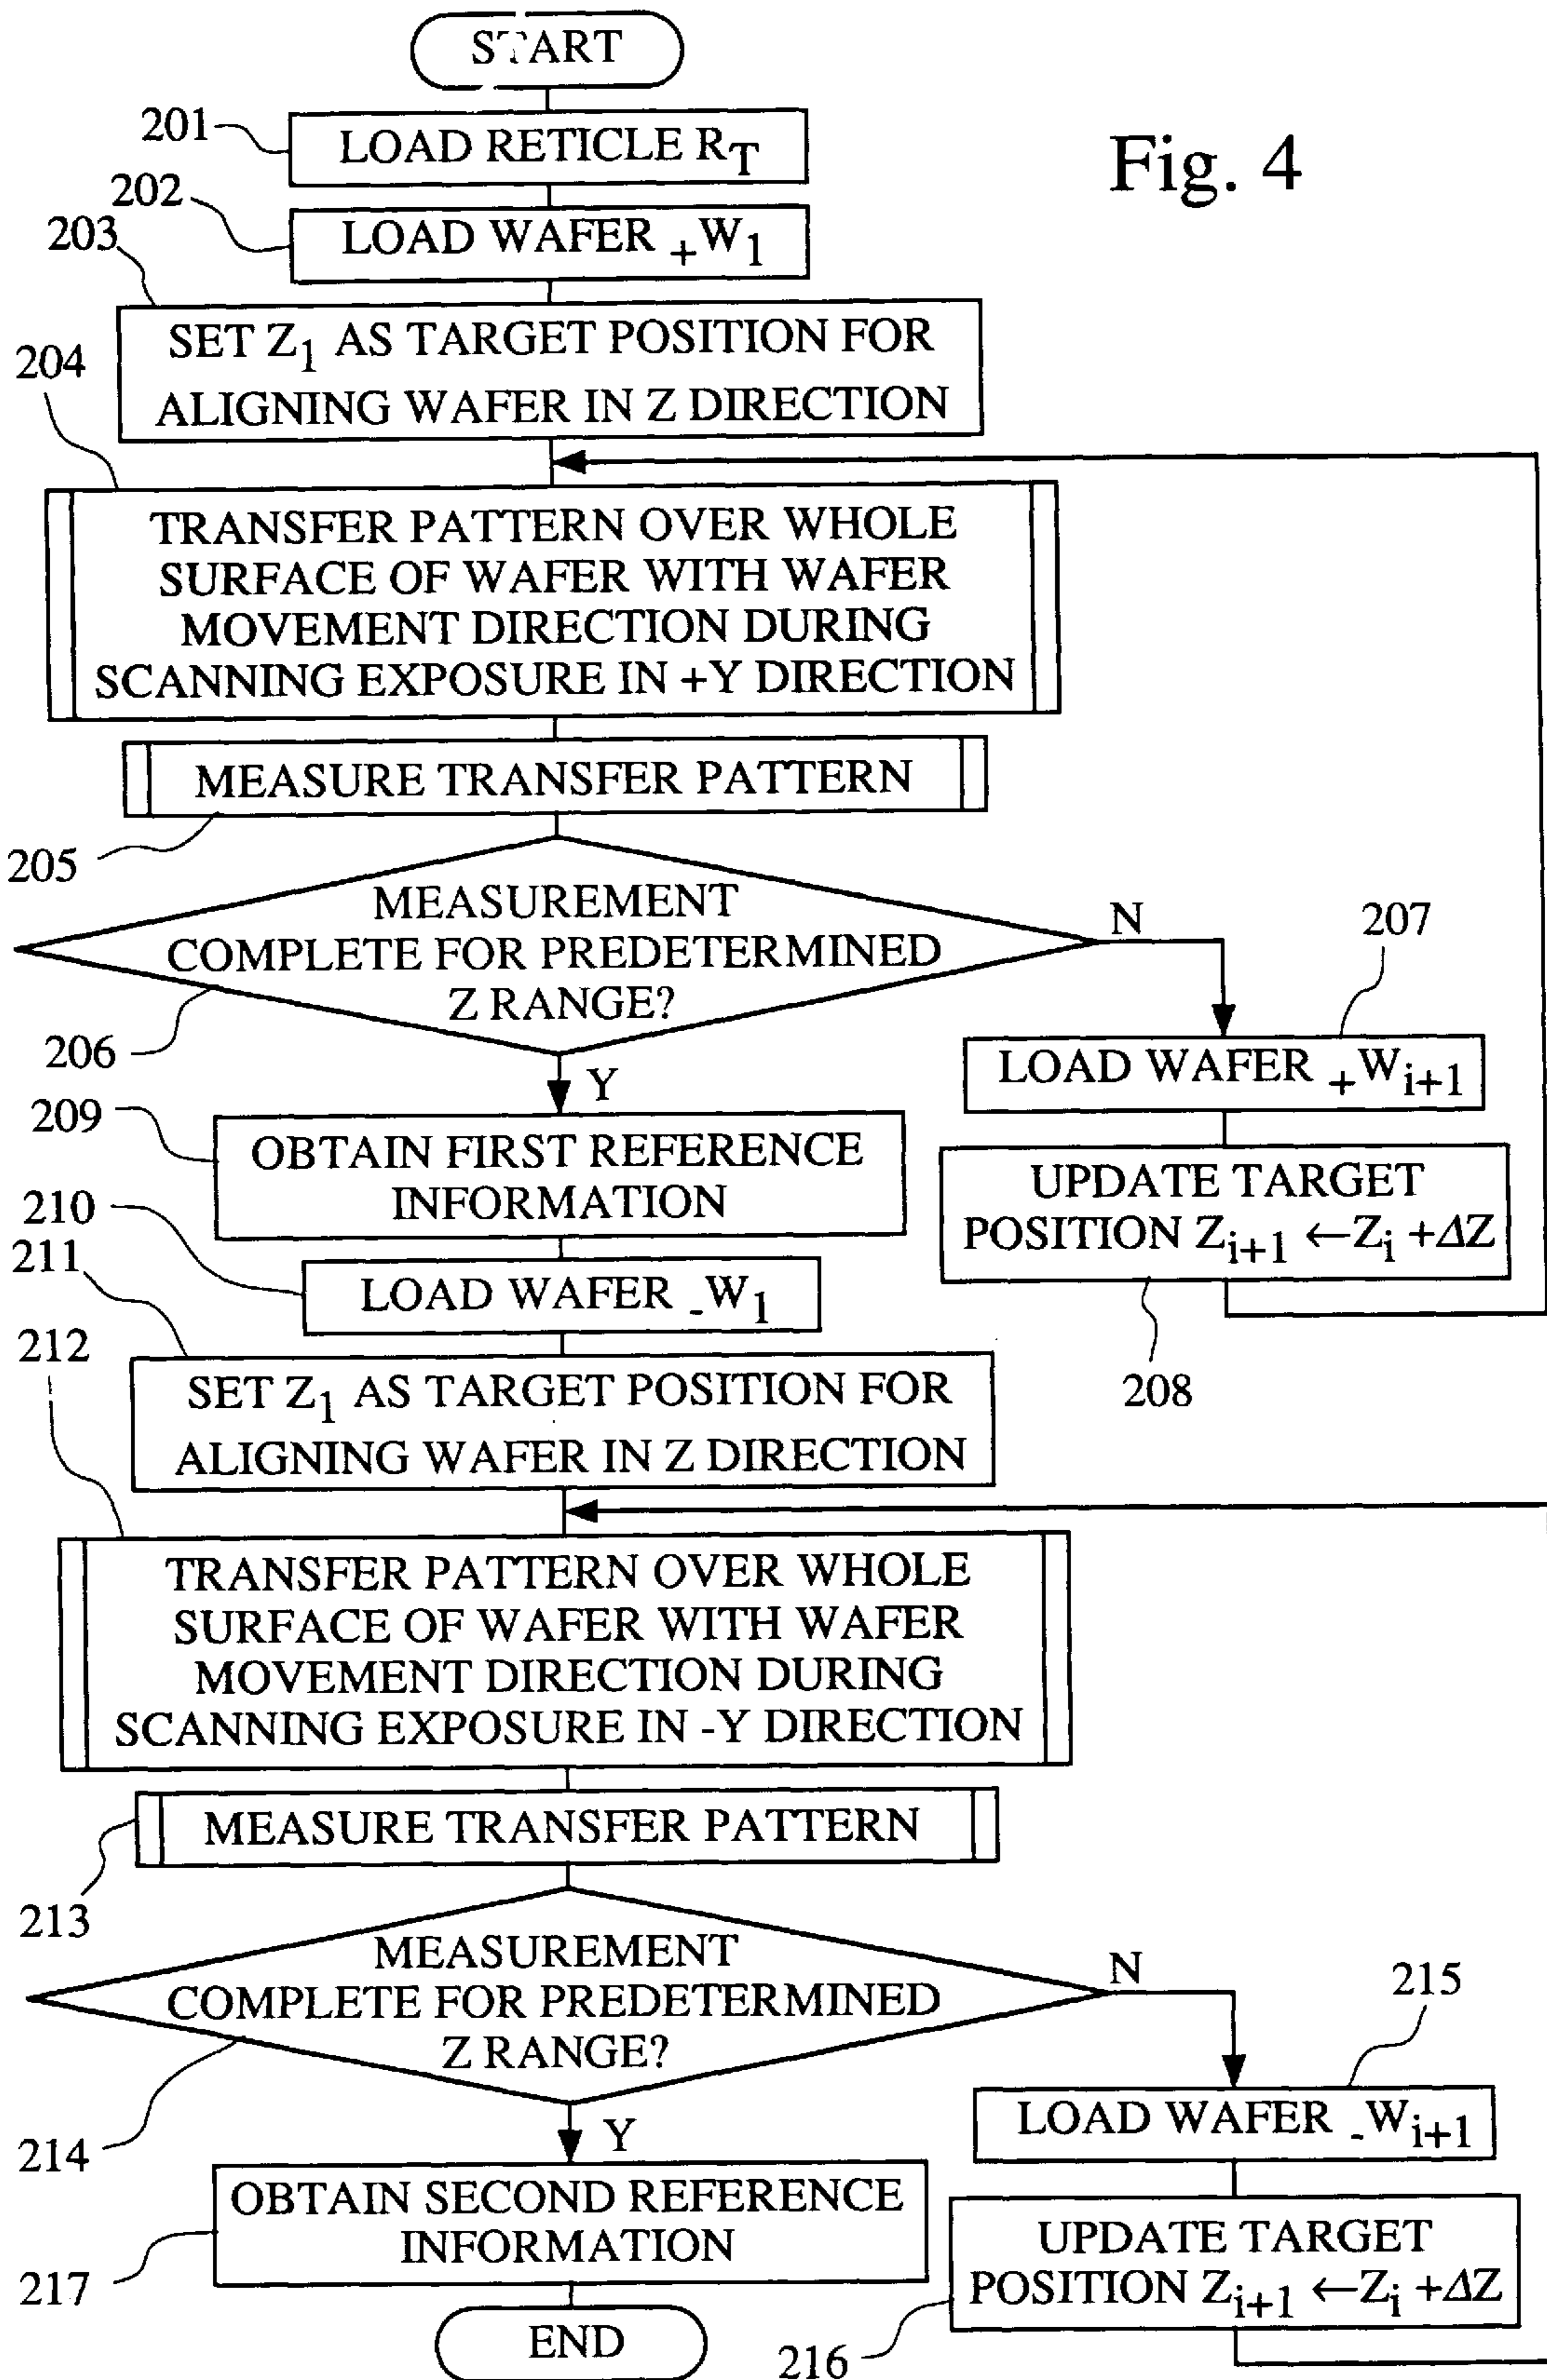 START
Fig. 4
201
LOAD RETICLE RT
202
LOAD WAFER +W1
203
SET Z1 AS TARGET POSITION FOR
ALIGNING WAFER IN Z DIRECTION
204
TRANSFER PATTERN OVER WHOLE
SURFACE OF WAFER WITH WAFER
MOVEMENT DIRECTION DURING
SCANNING EXPOSURE IN +Y DIRECTION
MEASURE TRANSFER PATTERN
205
MEASUREMENT
COMPLETE FOR PREDETERMINED
Z RANGE?
N
207
206
LOAD WAFER +Wi+1
Y
209
OBTAIN FIRST REFERENCE
INFORMATION
UPDATE TARGET
POSITION Zi+1 ←Zi +ΔZ
208
210
LOAD WAFER -W1
211
SET Z1 AS TARGET POSITION FOR
ALIGNING WAFER IN Z DIRECTION
212
TRANSFER PATTERN OVER WHOLE
SURFACE OF WAFER WITH WAFER
MOVEMENT DIRECTION DURING
SCANNING EXPOSURE IN -Y DIRECTION
MEASURE TRANSFER PATTERN
213
MEASUREMENT
COMPLETE FOR PREDETERMINED
Z RANGE?
N
215
214
LOAD WAFER -Wi+1
Y
OBTAIN SECOND REFERENCE
INFORMATION
217
UPDATE TARGET
POSITION Zi+1 ←Zi +ΔZ
216
END